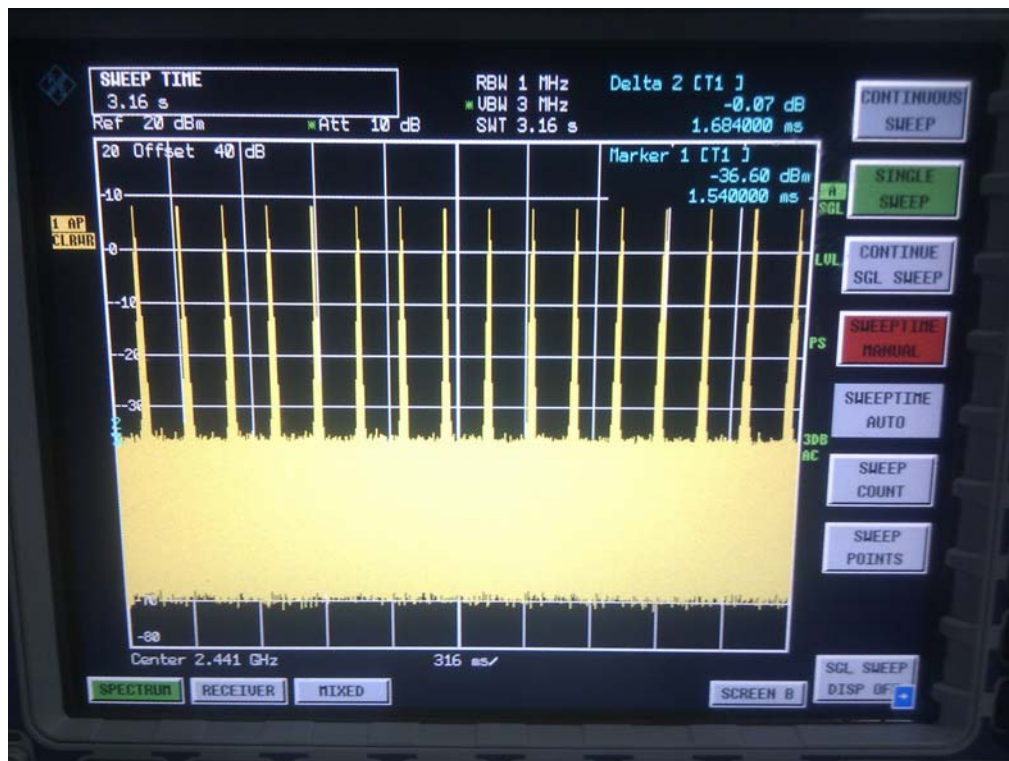 SWEEP TIME
3.16 s
RBW 1 MHz
*VBW 3 MHz
Ref 20 dBm
*Att 10 dB
SWT 3.16 s
Delta 2 [T1 ]
-0.07 dB
1.684000 ms
20 Offset 40 dB
Marker 1 [T1 ]
-36.60 dBm
1.540000 ms
1 AP
CLRWR
-10
-0
--10
--20
--30
-70
-80
A
SGL
LVL
PS
3DB
AC
Center 2.441 GHz
316 ms/
SPECTRUM
RECEIVER
MIXED
SCREEN B
CONTINUOUS
SWEEP
SINGLE
SWEEP
CONTINUE
SGL SWEEP
SWEEPTIME
MANUAL
SWEEPTIME
AUTO
SWEEP
COUNT
SWEEP
POINTS
SGL SWEEP
DISP OF